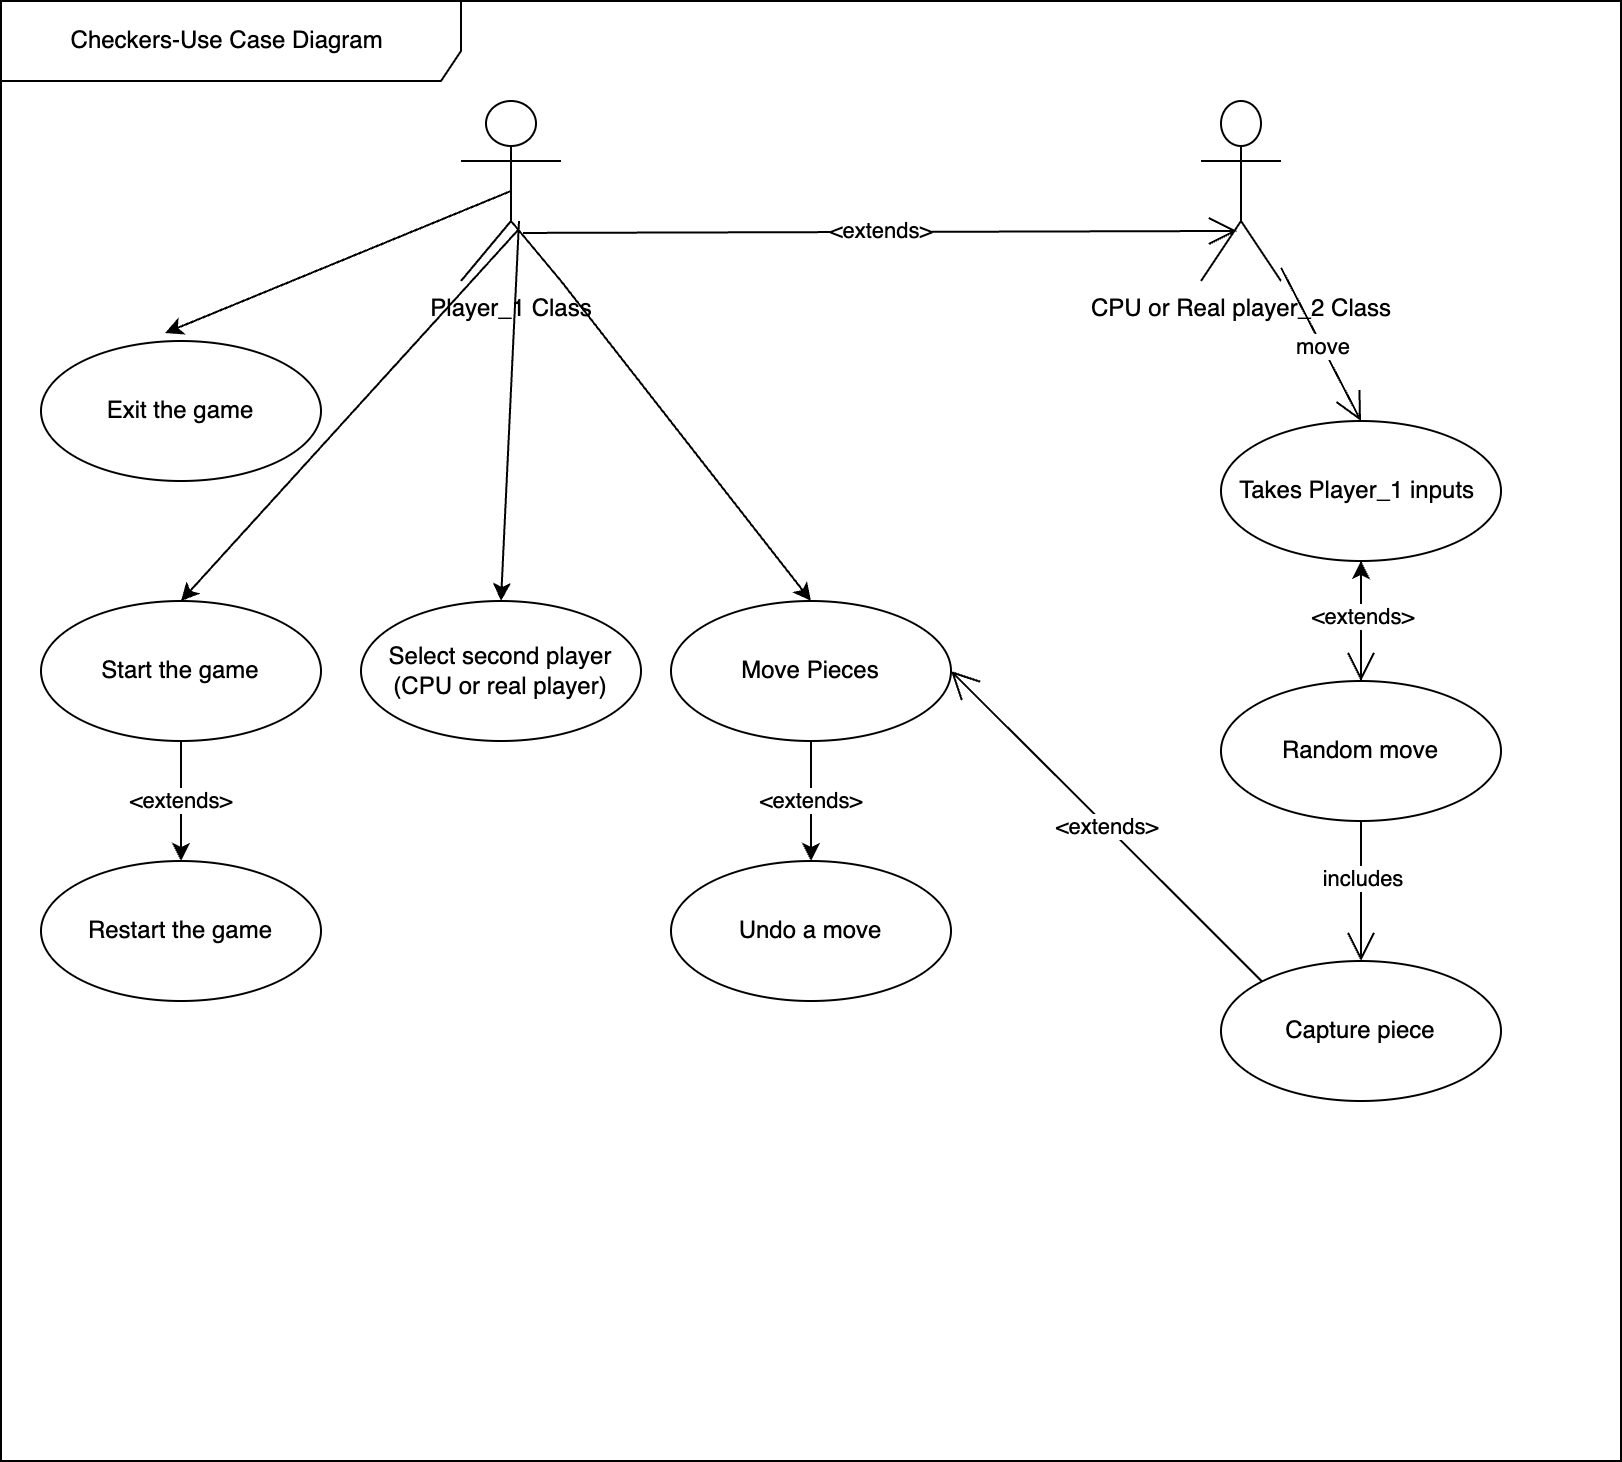 Checkers-Use Case Diagram
<extends>
Player_1 Class
CPU or Real player_2 Class
move
Exit the game
Takes Player_1 inputs
<extends>
Start the game
Select second player
(CPU or real player)
Move Pieces
Random move
<extends>
<extends>
<extends>
includes
Restart the game
Undo a move
Capture piece